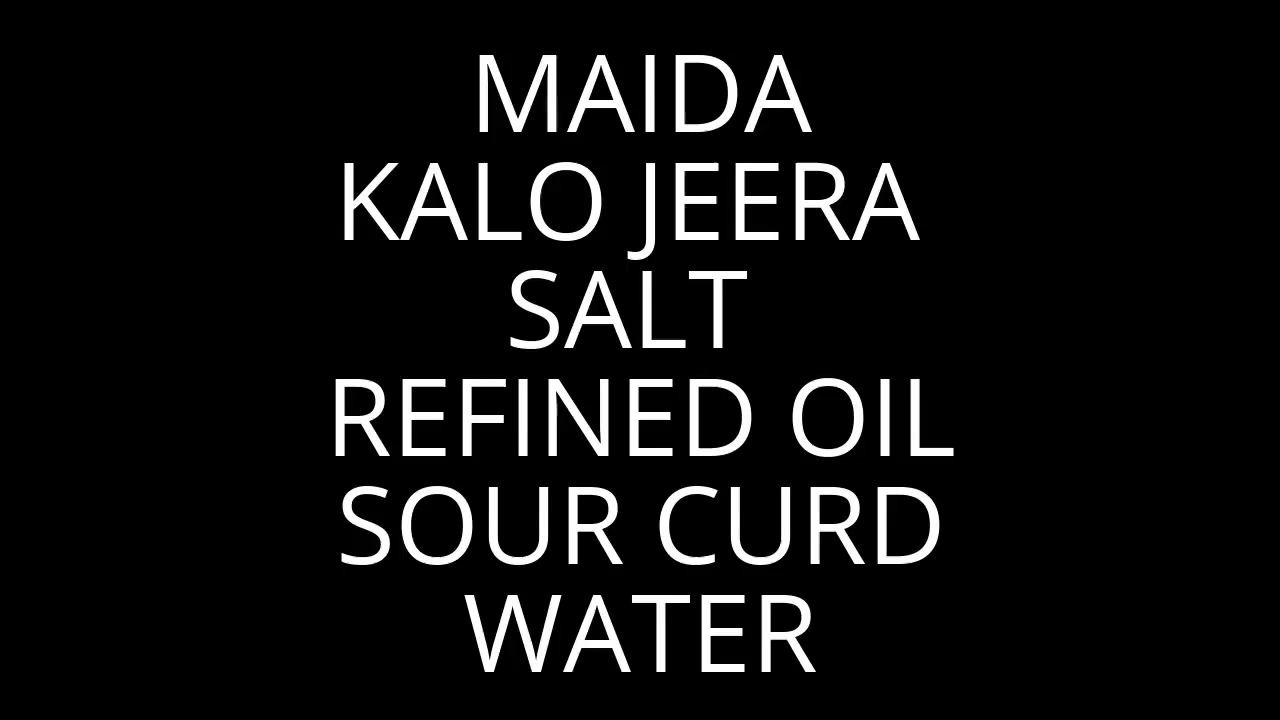 MAIDA
KALO JEERA
SALT
REFINED OIL
SOUR CURD
WATER